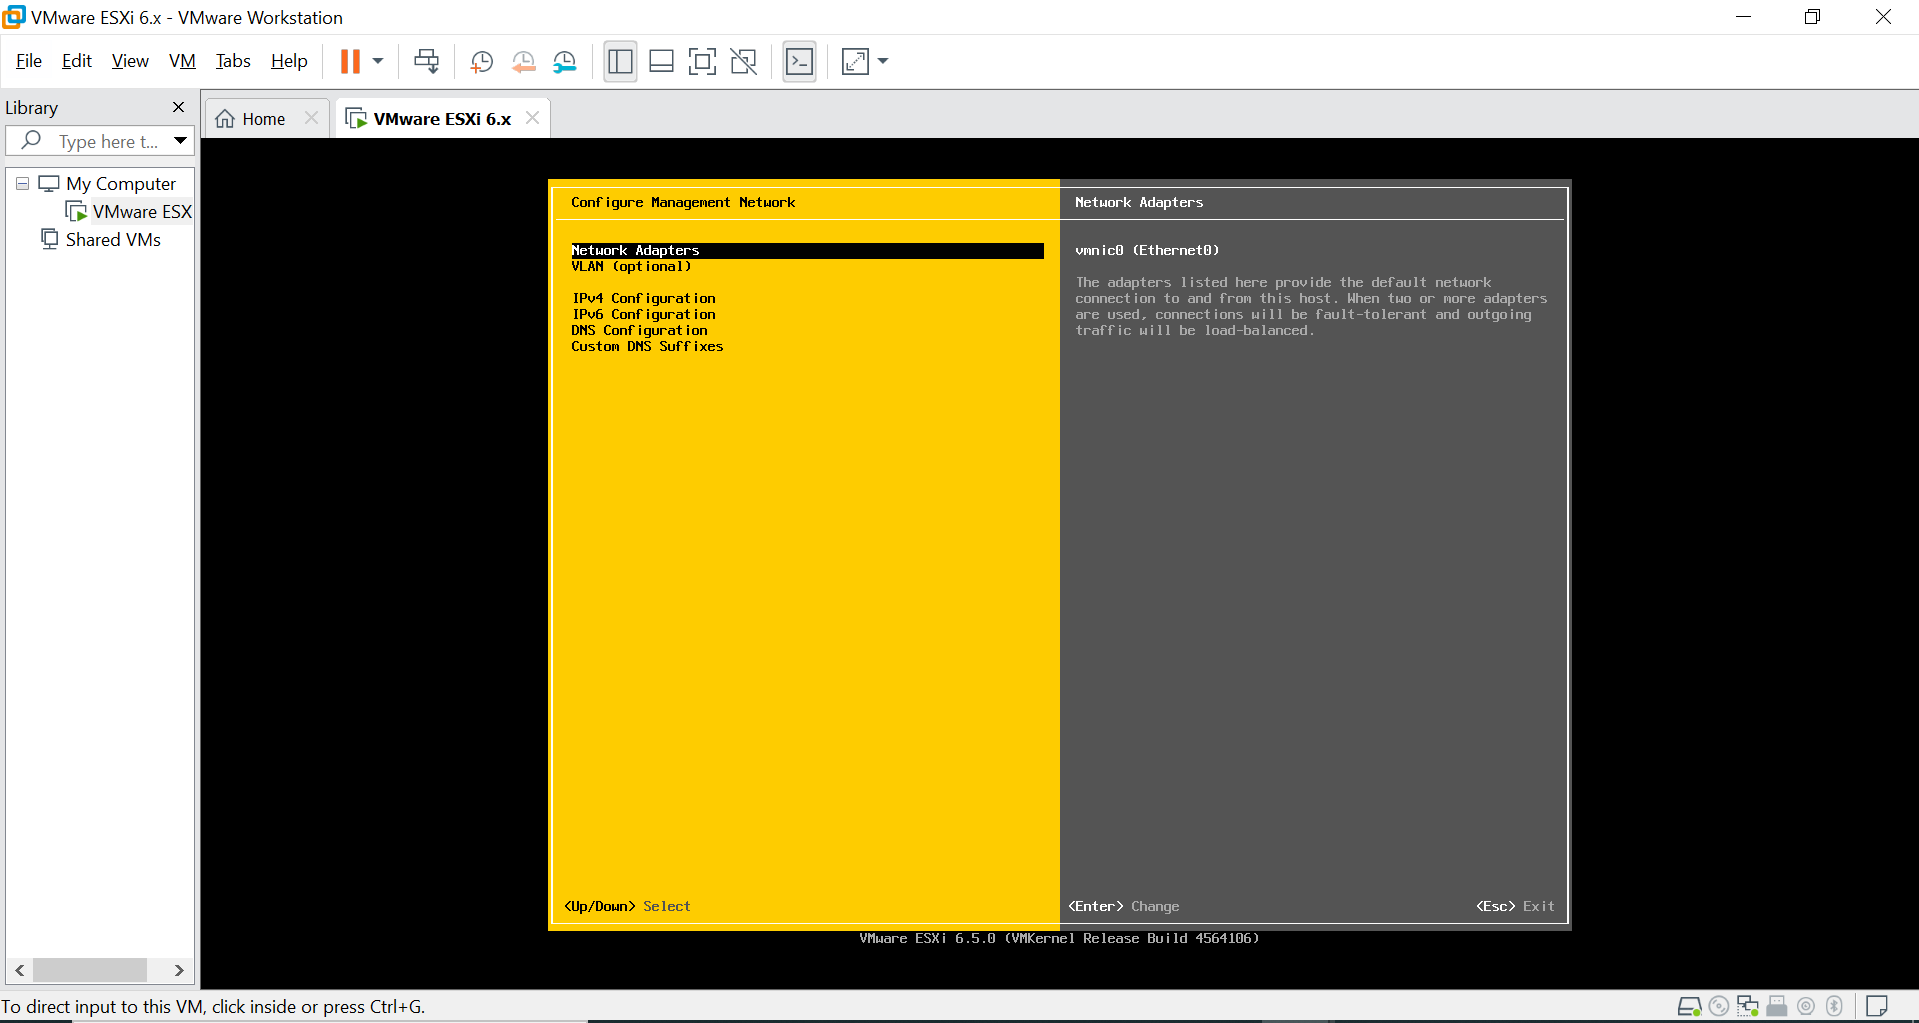 VMware ESXi 6.x - VMware Workstation
File Edit View VM Tabs Help
Library
Home
VMware ESXi 6.x
Type here t...
My Computer
VMware ESX
Shared VMs
Configure Management Network
Network Adapters
VLAN (optional)
IPv4 Configuration
IPv6 Configuration
DNS Configuration
Custom DNS Suffixes
<Up/Down> Select
Network Adapters
vmnic0 (Ethernet0)
The adapters listed here provide the default network
connection to and from this host. When two or more adapters
are used, connections will be fault-tolerant and outgoing
traffic will be load-balanced.
<Enter> Change
<Esc> Exit
VMware ESXi 6.5.0 (VMKernel Release Build 4564106)
To direct input to this VM, click inside or press Ctrl+G.